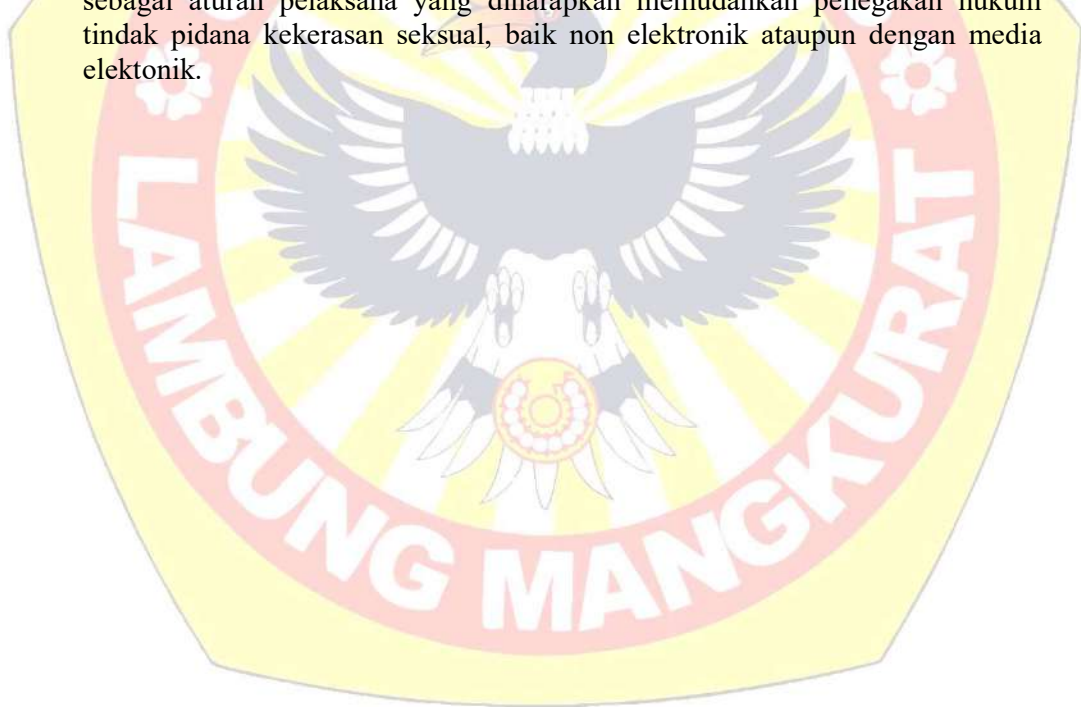 sebagai aturan pelaksana yang diharapkan memudahkan penegakan hukum
tindak pidana kekerasan seksual, baik non elektronik ataupun dengan media
elektonik.
LAMBUNG MANGKURAT